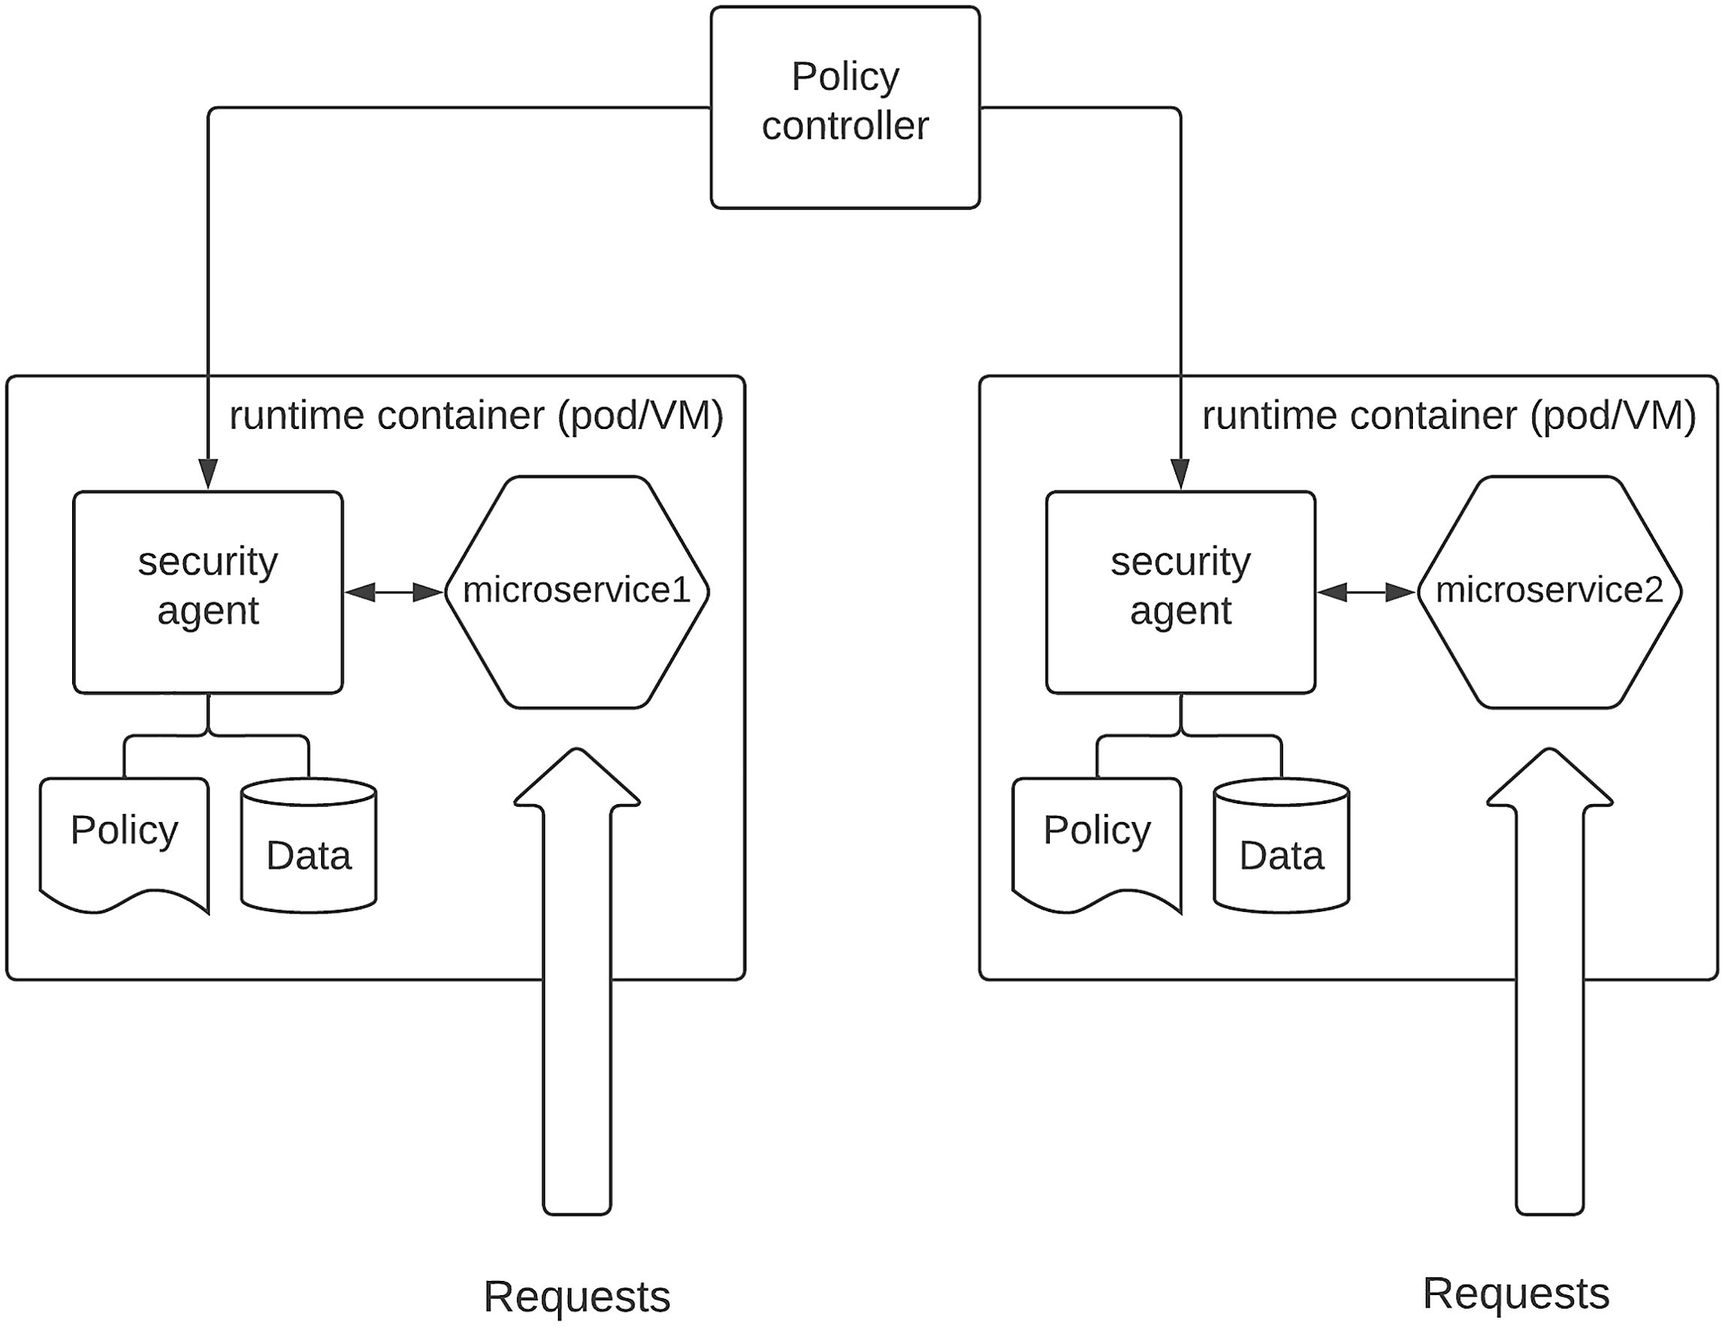 Policy
controller
runtime container (pod/VM)
security
agent
microservice1
Policy
Data
Requests
runtime container (pod/VM)
security
agent
microservice2
Policy
Data
Requests